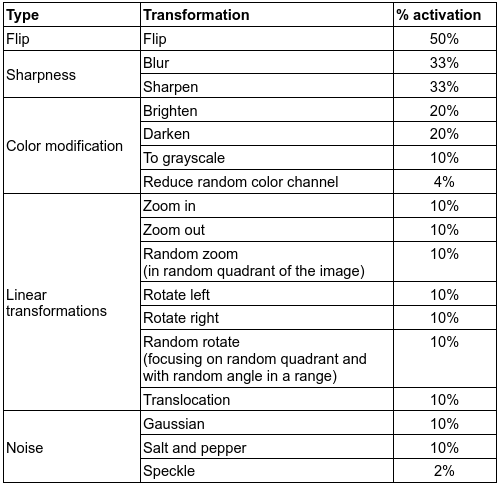 Type Transformation % activation
Flip Flip 50%
Sharpness
Blur 33%
Sharpen 33%
Color modification
Brighten 20%
Darken 20%
To grayscale 10%
Reduce random color channel 4%
Linear
transformations
Zoom in 10%
Zoom out 10%
Random zoom 10%
(in random quadrant of the image)
Rotate left 10%
Rotate right 10%
Random rotate 10%
(focusing on random quadrant and
with random angle in a range)
Translocation 10%
Noise
Gaussian 10%
Salt and pepper 10%
Speckle 2%